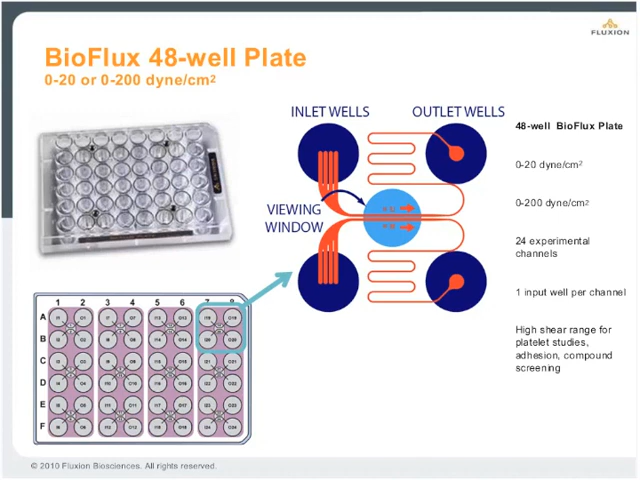 FLUXION
BioFlux 48-well Plate
0-20 or 0-200 dyne/cm2
INLET WELLS
OUTLET WELLS
VIEWING
WINDOW
48-well BioFlux Plate
0-20 dyne/cm2
0-200 dyne/cm2
24 experimental
channels
1 input well per channel
High shear range for
platelet studies,
adhesion, compound
screening
1 2 3 4 5 6 7 8
A
B
C
D
E
F
© 2010 Fluxion Biosciences. All rights reserved.